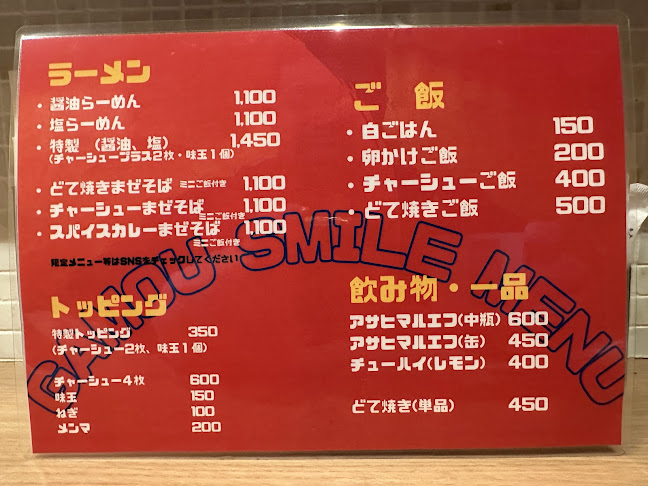 ラーメン
・醤油らーめん 1,100
・塩らーめん 1,100
・特製 (醤油、塩) 1,450
(チャーシュープラス2枚・味玉1個)
・どて焼きまぜそば ミニご飯付き 1,100
・チャーシューまぜそば ミニご飯付き 1,100
・スパイスカレーまぜそば ミニご飯付き 1,100
限定メニュー等はSNSをチェックしてください
トッピング
特製トッピング 350
(チャーシュー2枚、味玉1個)
チャーシュー4枚 600
味玉 150
ねぎ 100
メンマ 200
ご飯
・白ごはん 150
・卵かけご飯 200
・チャーシューご飯 400
・どて焼きご飯 500
飲み物・一品
アサヒマルエフ(中瓶) 600
アサヒマルエフ(缶) 450
チューハイ(レモン) 400
どて焼き(単品) 450
GAMOU SMILE MENU